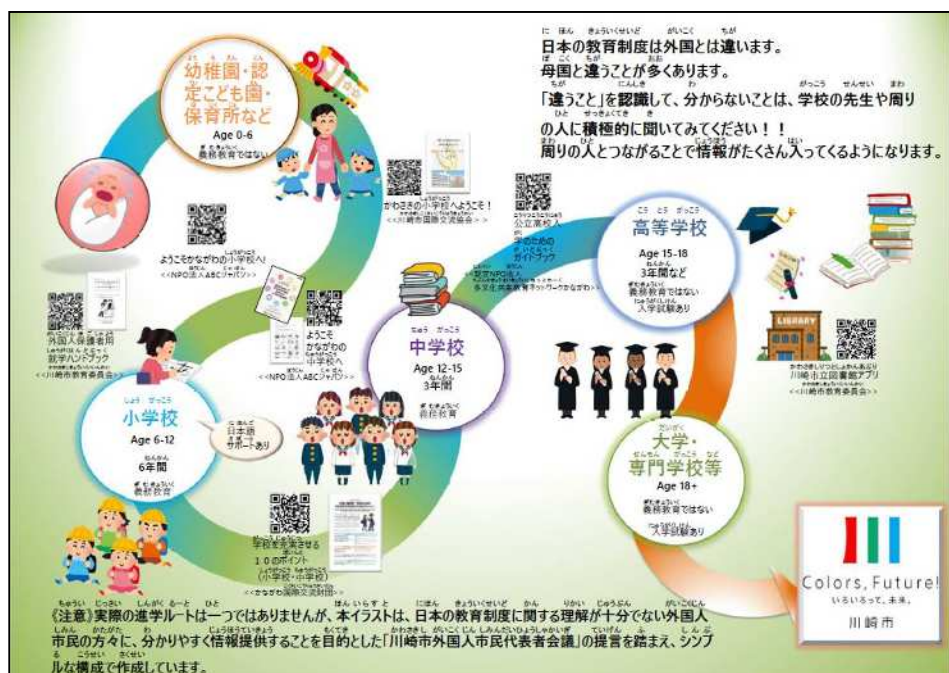 日本の教育制度は外国とは違います。
母国と違うことが多くあります。
「違うこと」を認識して、分からないことは、学校の先生や周り
の人に積極的に聞いてみてください！！
周りの人とつながることで情報がたくさん入ってくるようになります。
幼稚園・認
定こども園・
保育所など
Age 0-6
義務教育ではない
かわさきの小学校へようこそ！
<<川崎市国際交流協会>>
ようこそかながわの小学校へ!
<<NPO法人ABCジャパン>>
外国人保護者用
就学ハンドブック
<<川崎市教育委員会>>
小学校
Age 6-12
6年間
義務教育
日本語
サポートあり
ようこそ
かながわの
中学校へ
<<NPO法人ABCジャパン>>
中学校
Age 12-15
3年間
義務教育
学校を充実させる
１０のポイント
(小学校・中学校)
<<かながわ国際交流財団>>
公立高校入
学のための
ガイドブック
<<認定NPO法人
多文化共生教育ネットワークかながわ>>
高等学校
Age 15-18
3年間など
義務教育ではない
入学試験あり
LIBRARY
川崎市立図書館アプリ
<<川崎市教育委員会>>
大学・
専門学校等
Age 18+
義務教育ではない
入学試験あり
Colors, Future!
いろいろって、未来。
川崎市
《注意》実際の進学ルートは一つではありませんが、本イラストは、日本の教育制度に関する理解が十分でない外国人
市民の方々に、分かりやすく情報提供することを目的とした「川崎市外国人市民代表者会議」の提言を踏まえ、シンプ
ルな構成で作成しています。